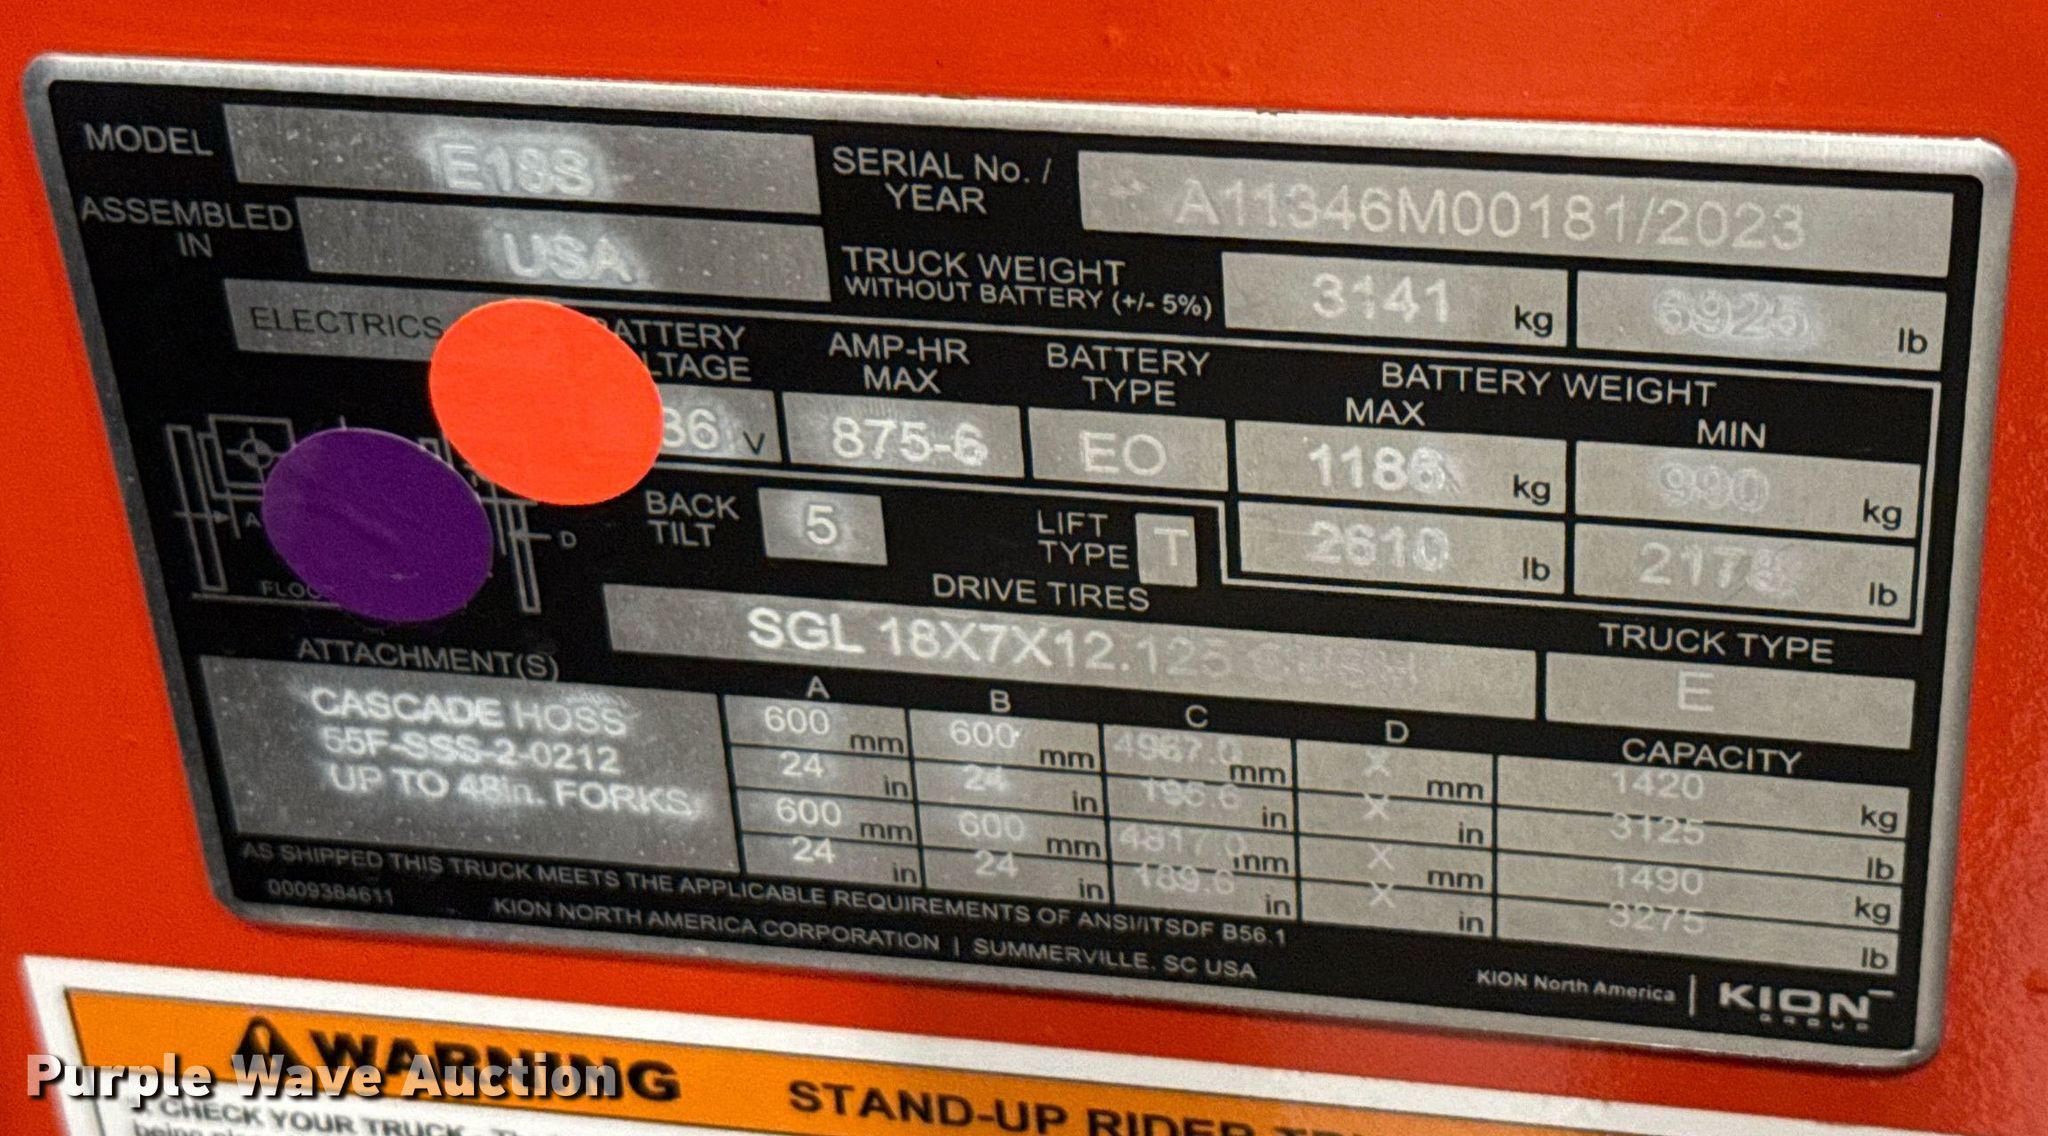 MODEL E18S
SERIAL No. / YEAR A11346M00181/2023
ASSEMBLED IN USA
TRUCK WEIGHT WITHOUT BATTERY (+/- 5%) 3141 kg 6925 lb
ELECTRICS
AMP-HR MAX
BATTERY TYPE
BATTERY WEIGHT
MAX
MIN
36 V
875-6
EO
1186 kg
990 kg
2610 lb
lb
BACK TILT 5
LIFT TYPE T
A
D
DRIVE TIRES
SGL 18X7X12.125 CUSH
TRUCK TYPE
E
ATTACHMENT(S)
CASCADE HOSS
55F-SSS-2-0212
UP TO 48in. FORKS
A B C D CAPACITY
600 mm 600 mm 4967.0 mm X mm 1420 kg
24 in 24 in 195.6 in X in 3125 lb
600 mm 600 mm 4817.0 mm X mm 1490 kg
24 in 24 in 189.6 in X in 3275 lb
AS SHIPPED THIS TRUCK MEETS THE APPLICABLE REQUIREMENTS OF ANSI/ITSDF B56.1
0009384611
KION NORTH AMERICA CORPORATION | SUMMERVILLE, SC USA
KION North America | KION GROUP
WARNING
STAND-UP RIDER
CHECK YOUR TRUCK
being
Purple Wave Auction